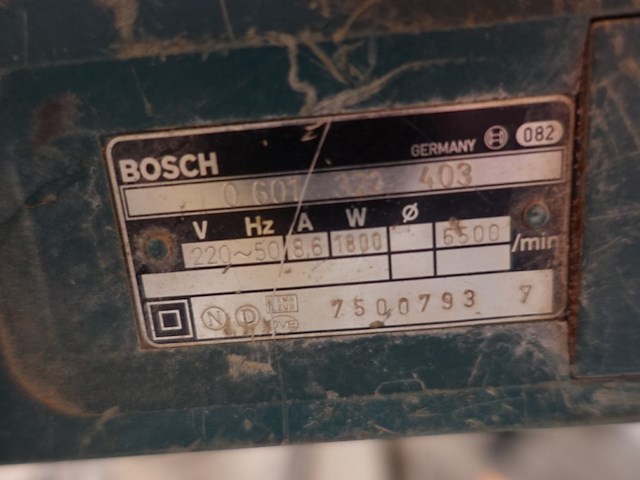 GERMANY 082
BOSCH
0 601 403
V Hz A W Ø
220~50 8,6 1800 6500 /min
N D 7500793 7